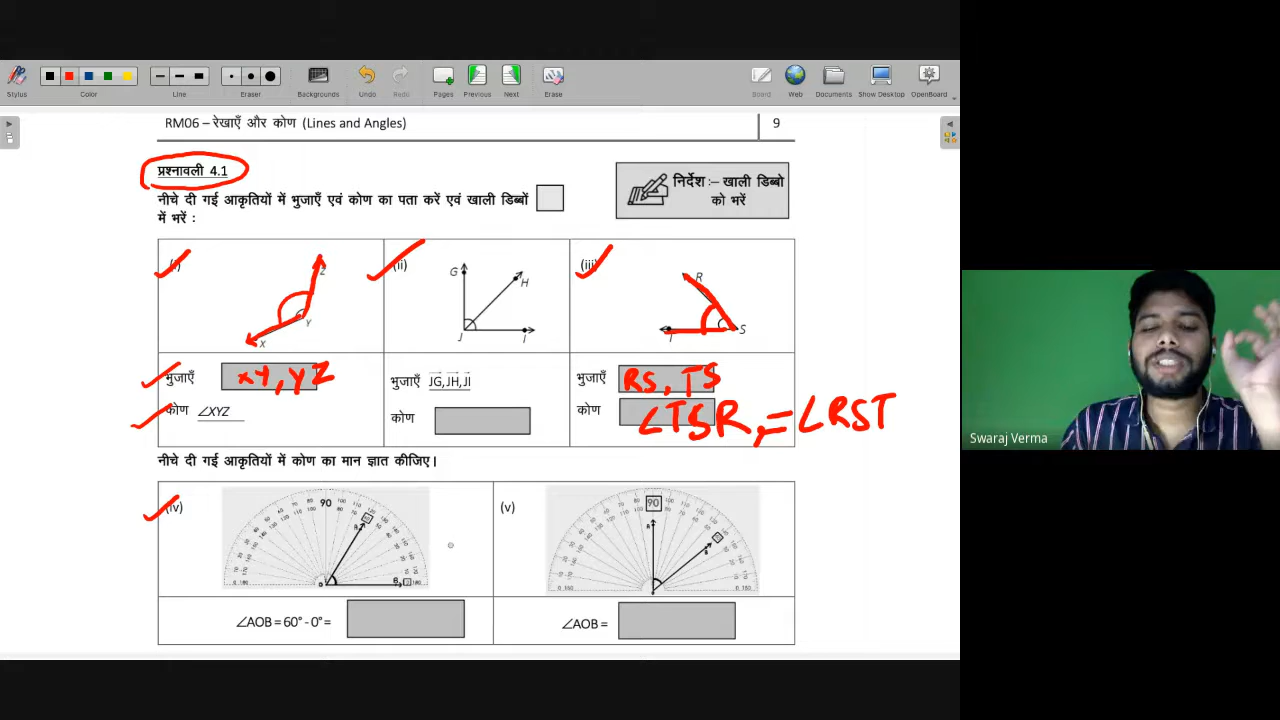 Stylus Color Line Eraser Backgrounds Undo Redo Pages Previous Next Erase Board Web Documents Show Desktop OpenBoard
RM06 – रेखाएँ और कोण (Lines and Angles) 9
प्रश्नावली 4.1
नीचे दी गई आकृतियों में भुजाएँ एवं कोण का पता करें एवं खाली डिब्बों
में भरें :
निर्देश :– खाली डिब्बो
को भरें
(i) (ii) (iii)
Z
Y
X
G
H
J
I
R
T
S
भुजाएँ XY, YZ
कोण ∠XYZ
भुजाएँ JG, JH, JI
कोण
भुजाएँ RS, TS
कोण ∠TSR, = ∠RST
नीचे दी गई आकृतियों में कोण का मान ज्ञात कीजिए।
(iv) (v)
90
A
O
B
90
A
B
∠AOB = 60° - 0° =
∠AOB =
Swaraj Verma